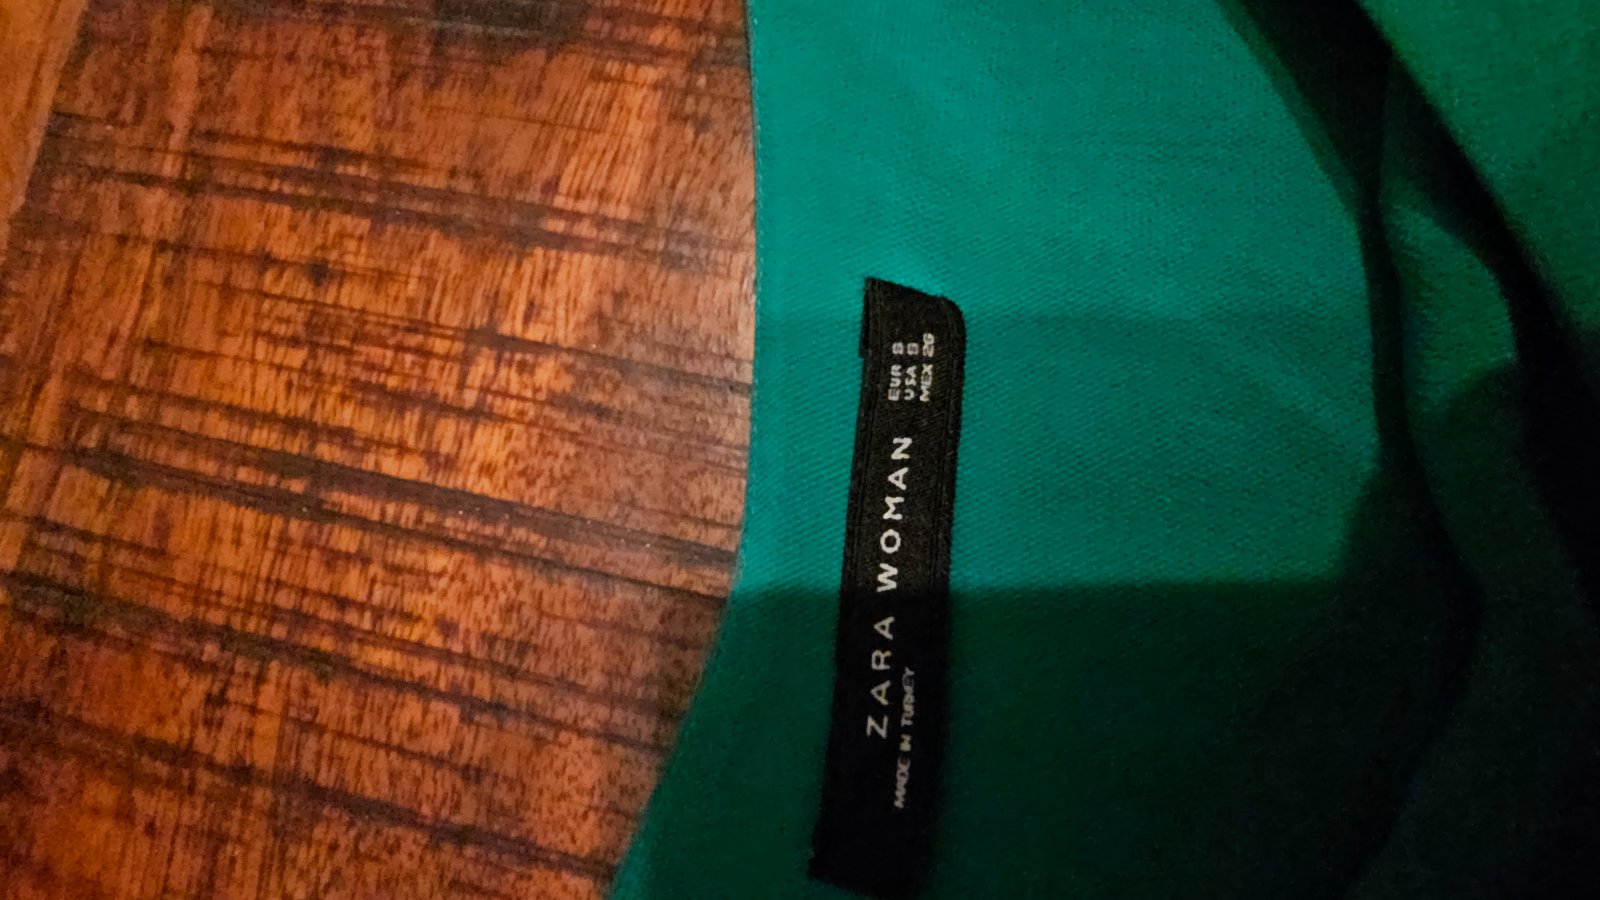 ZARA WOMAN
MADE IN TURKEY
EUR S
USA S
MEX 26